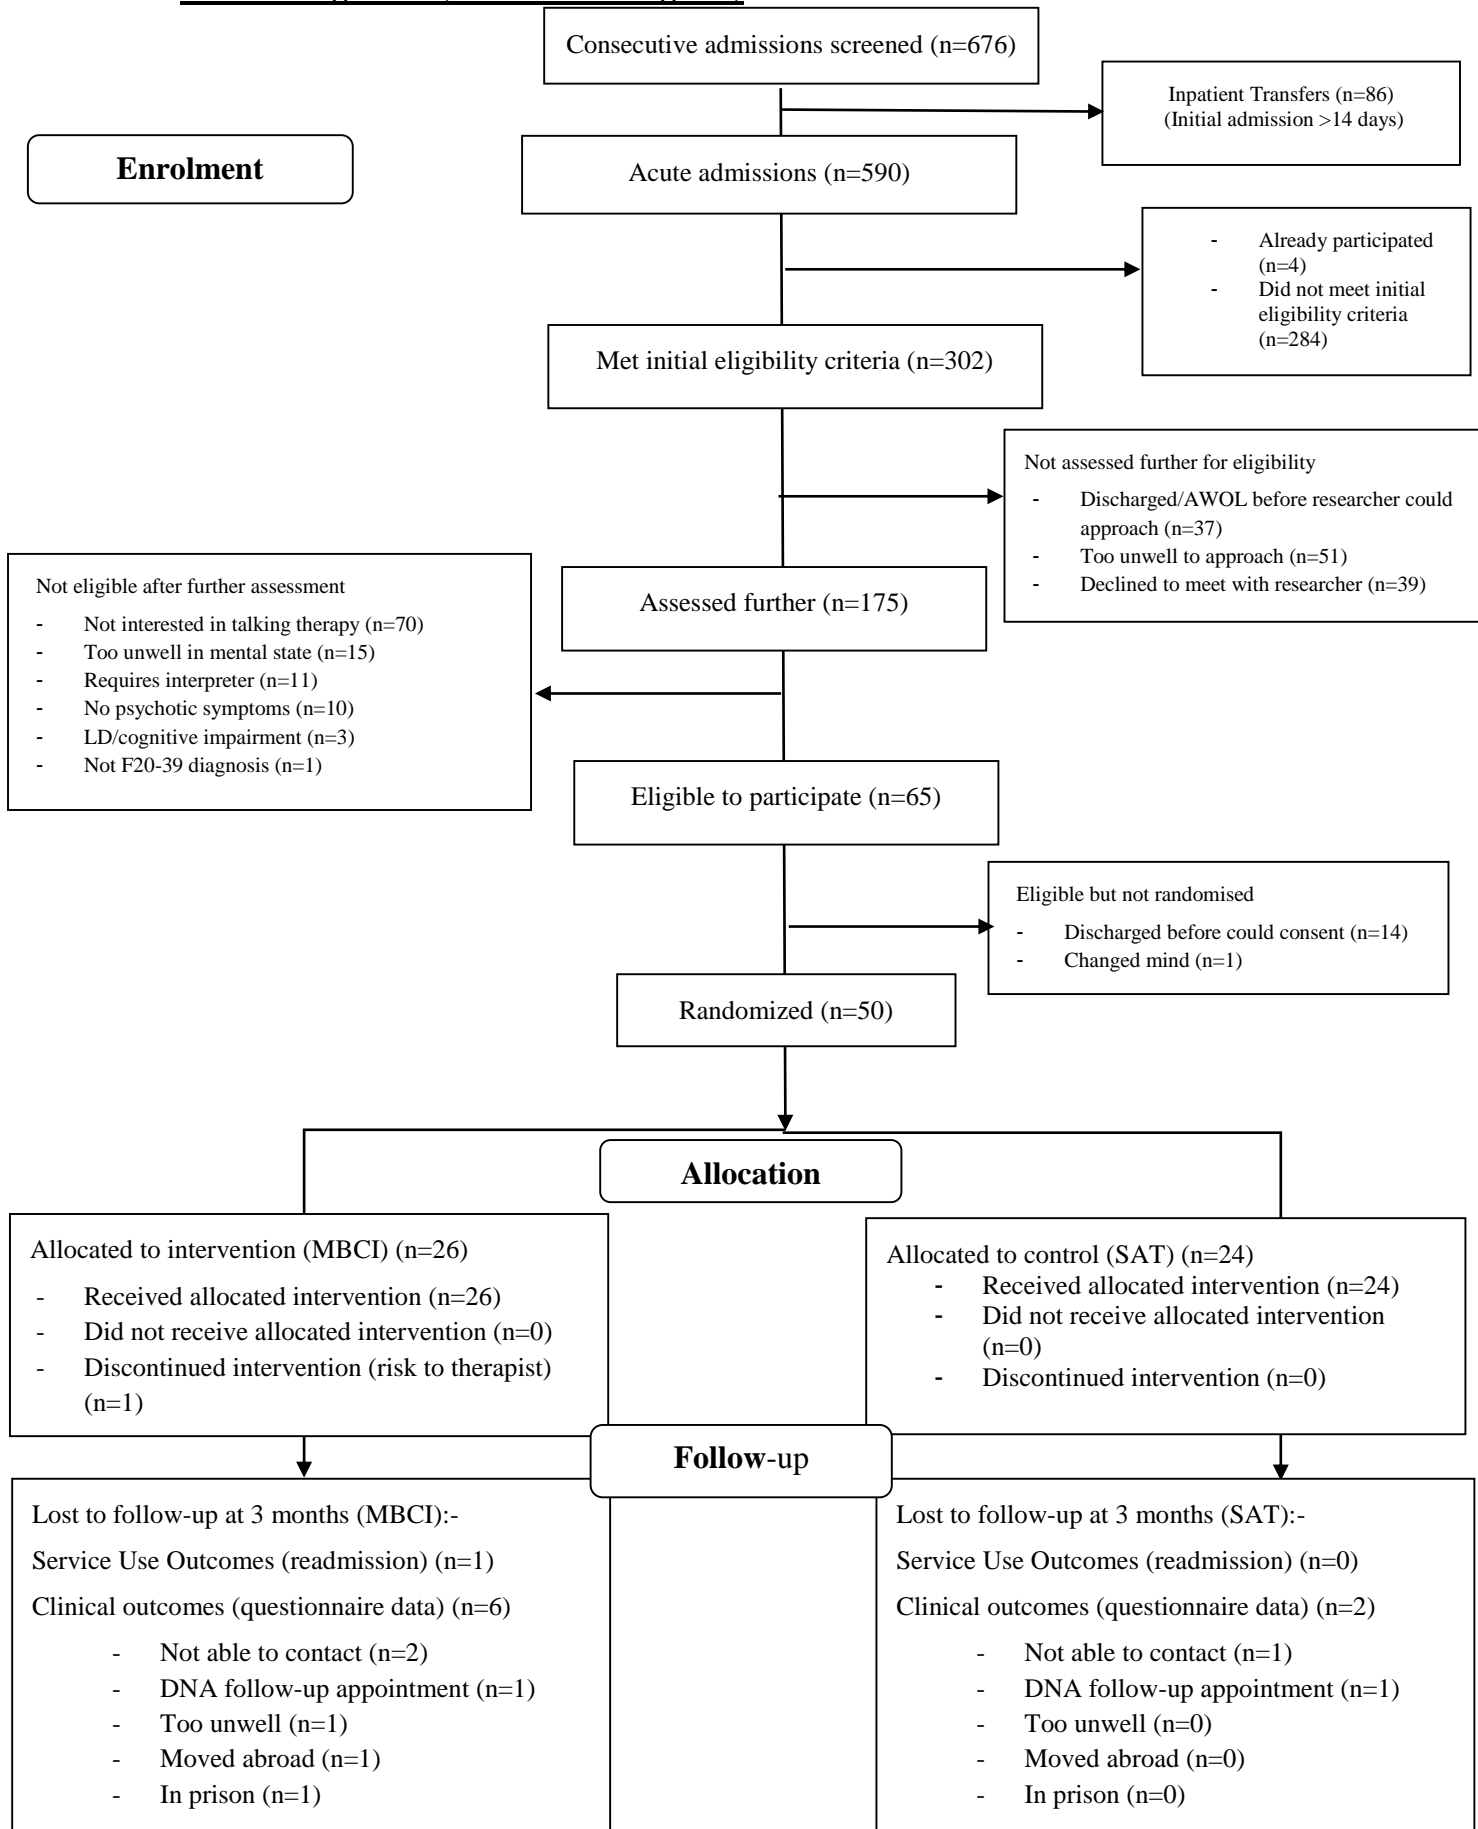 Consecutive admissions screened (n=676)
Inpatient Transfers (n=86)
(Initial admission >14 days)
Enrolment
Acute admissions (n=590)
- Already participated
(n=4)
- Did not meet initial
eligibility criteria
(n=284)
Met initial eligibility criteria (n=302)
Not assessed further for eligibility
- Discharged/AWOL before researcher could
approach (n=37)
- Too unwell to approach (n=51)
- Declined to meet with researcher (n=39)
Not eligible after further assessment
- Not interested in talking therapy (n=70)
- Too unwell in mental state (n=15)
- Requires interpreter (n=11)
- No psychotic symptoms (n=10)
- LD/cognitive impairment (n=3)
- Not F20-39 diagnosis (n=1)
Assessed further (n=175)
Eligible to participate (n=65)
Eligible but not randomised
- Discharged before could consent (n=14)
- Changed mind (n=1)
Randomized (n=50)
Allocation
Allocated to intervention (MBCI) (n=26)
- Received allocated intervention (n=26)
- Did not receive allocated intervention (n=0)
- Discontinued intervention (risk to therapist)
(n=1)
Allocated to control (SAT) (n=24)
- Received allocated intervention (n=24)
- Did not receive allocated intervention
(n=0)
- Discontinued intervention (n=0)
Follow-up
Lost to follow-up at 3 months (MBCI):-
Service Use Outcomes (readmission) (n=1)
Clinical outcomes (questionnaire data) (n=6)
- Not able to contact (n=2)
- DNA follow-up appointment (n=1)
- Too unwell (n=1)
- Moved abroad (n=1)
- In prison (n=1)
Lost to follow-up at 3 months (SAT):-
Service Use Outcomes (readmission) (n=0)
Clinical outcomes (questionnaire data) (n=2)
- Not able to contact (n=1)
- DNA follow-up appointment (n=1)
- Too unwell (n=0)
- Moved abroad (n=0)
- In prison (n=0)